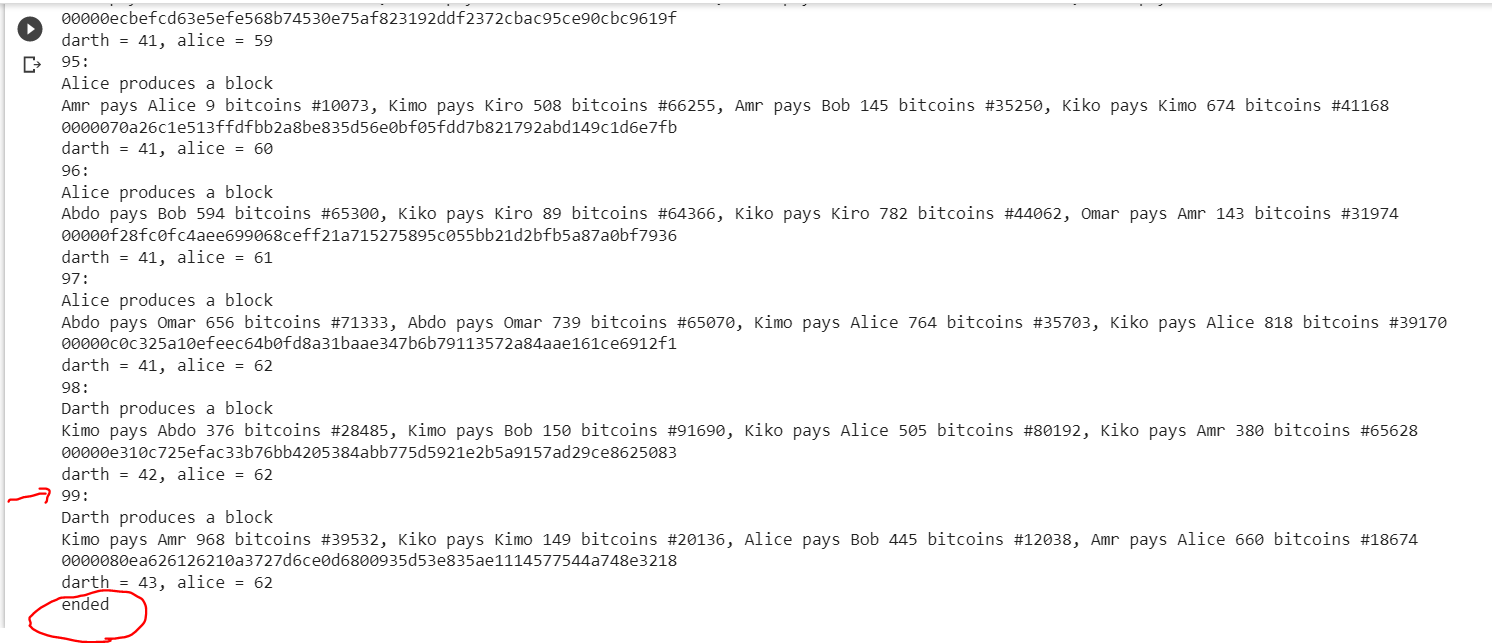 00000ecbefcd63e5efe568b74530e75af823192ddf2372cbac95ce90cbc9619f
darth = 41, alice = 59
95:
Alice produces a block
Amr pays Alice 9 bitcoins #10073, Kimo pays Kiro 508 bitcoins #66255, Amr pays Bob 145 bitcoins #35250, Kiko pays Kimo 674 bitcoins #41168
0000070a26c1e513ffdfbb2a8be835d56e0bf05fdd7b821792abd149c1d6e7fb
darth = 41, alice = 60
96:
Alice produces a block
Abdo pays Bob 594 bitcoins #65300, Kiko pays Kiro 89 bitcoins #64366, Kiko pays Kiro 782 bitcoins #44062, Omar pays Amr 143 bitcoins #31974
00000f28fc0fc4aee699068ceff21a715275895c055bb21d2bfb5a87a0bf7936
darth = 41, alice = 61
97:
Alice produces a block
Abdo pays Omar 656 bitcoins #71333, Abdo pays Omar 739 bitcoins #65070, Kimo pays Alice 764 bitcoins #35703, Kiko pays Alice 818 bitcoins #39170
00000c0c325a10efeec64b0fd8a31baae347b6b79113572a84aae161ce6912f1
darth = 41, alice = 62
98:
Darth produces a block
Kimo pays Abdo 376 bitcoins #28485, Kimo pays Bob 150 bitcoins #91690, Kiko pays Alice 505 bitcoins #80192, Kiko pays Amr 380 bitcoins #65628
00000e310c725efac33b76bb4205384abb775d5921e2b5a9157ad29ce8625083
darth = 42, alice = 62
99:
Darth produces a block
Kimo pays Amr 968 bitcoins #39532, Kiko pays Kimo 149 bitcoins #20136, Alice pays Bob 445 bitcoins #12038, Amr pays Alice 660 bitcoins #18674
0000080ea626126210a3727d6ce0d6800935d53e835ae1114577544a748e3218
darth = 43, alice = 62
ended